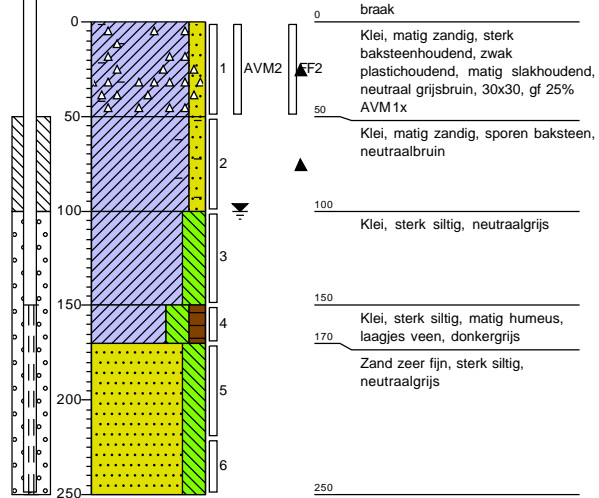 braak
0
0
Klei, matig zandig, sterk
baksteenhoudend, zwak
plastichoudend, matig slakhoudend,
neutraal grijsbruin, 30x30, gf 25%
AVM1x
1
AVM2
FF2
50
50
Klei, matig zandig, sporen baksteen,
neutraalbruin
2
100
100
Klei, sterk siltig, neutraalgrijs
3
150
150
Klei, sterk siltig, matig humeus,
laagjes veen, donkergrijs
4
170
Zand zeer fijn, sterk siltig,
neutraalgrijs
5
200
6
250
250